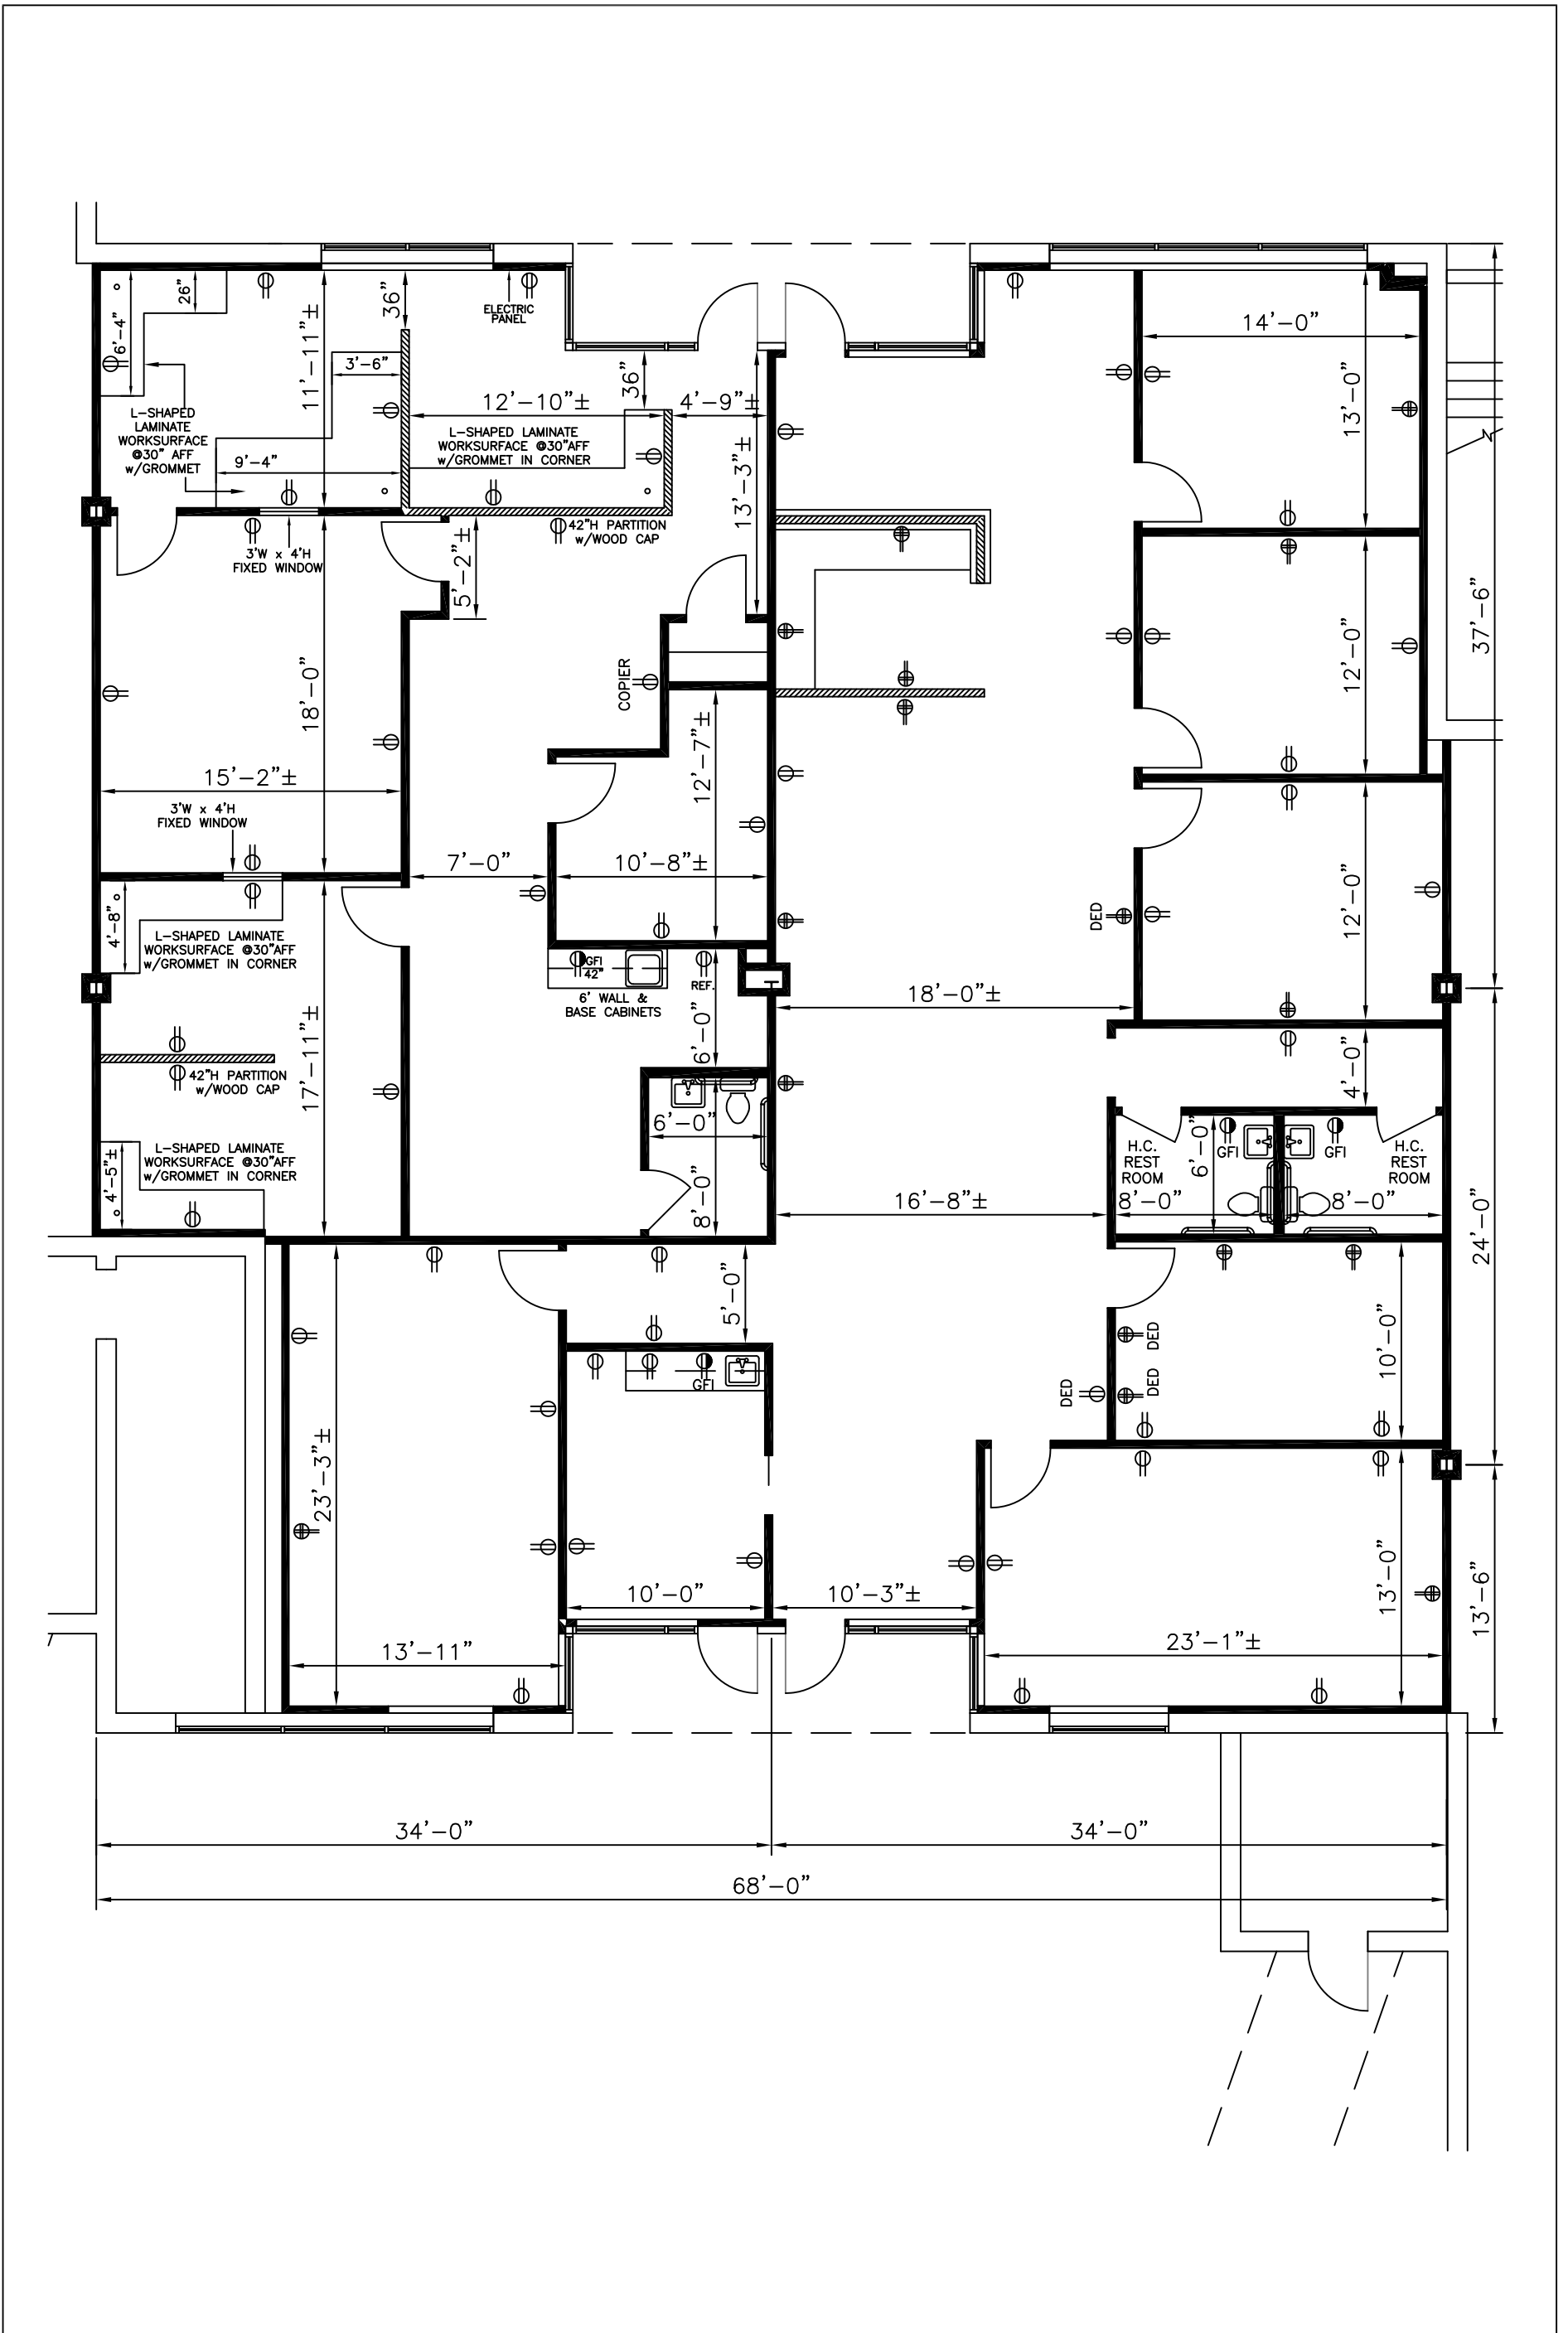 ELECTRIC
PANEL
36"
26"
6'-4"
11'-11"±
3'-6"
36"
12'-10"±
4'-9"±
14'-0"
13'-0"
L-SHAPED
LAMINATE
WORKSURFACE
@30" AFF
w/GROMMET
L-SHAPED LAMINATE
WORKSURFACE @30"AFF
w/GROMMET IN CORNER
9'-4"
13'-3"±
42"H PARTITION
w/WOOD CAP
3'W x 4'H
FIXED WINDOW
5'-2"±
37'-6"
12'-0"
18'-0"
COPIER
12'-7"±
15'-2"±
3'W x 4'H
FIXED WINDOW
7'-0"
10'-8"±
DED
12'-0"
4'-8"
L-SHAPED LAMINATE
WORKSURFACE @30"AFF
w/GROMMET IN CORNER
GFI
42"
REF.
6' WALL &
BASE CABINETS
18'-0"±
6'-0"
17'-11"±
42"H PARTITION
w/WOOD CAP
4'-0"
6'-0"
L-SHAPED LAMINATE
WORKSURFACE @30"AFF
w/GROMMET IN CORNER
4'-5"±
8'-0"
H.C.
REST
ROOM
6'-0"
GFI
GFI
H.C.
REST
ROOM
16'-8"±
8'-0"
8'-0"
24'-0"
5'-0"
DED
DED
DED
10'-0"
GFI
23'-3"±
10'-0"
10'-3"±
13'-0"
13'-6"
13'-11"
23'-1"±
34'-0"
34'-0"
68'-0"